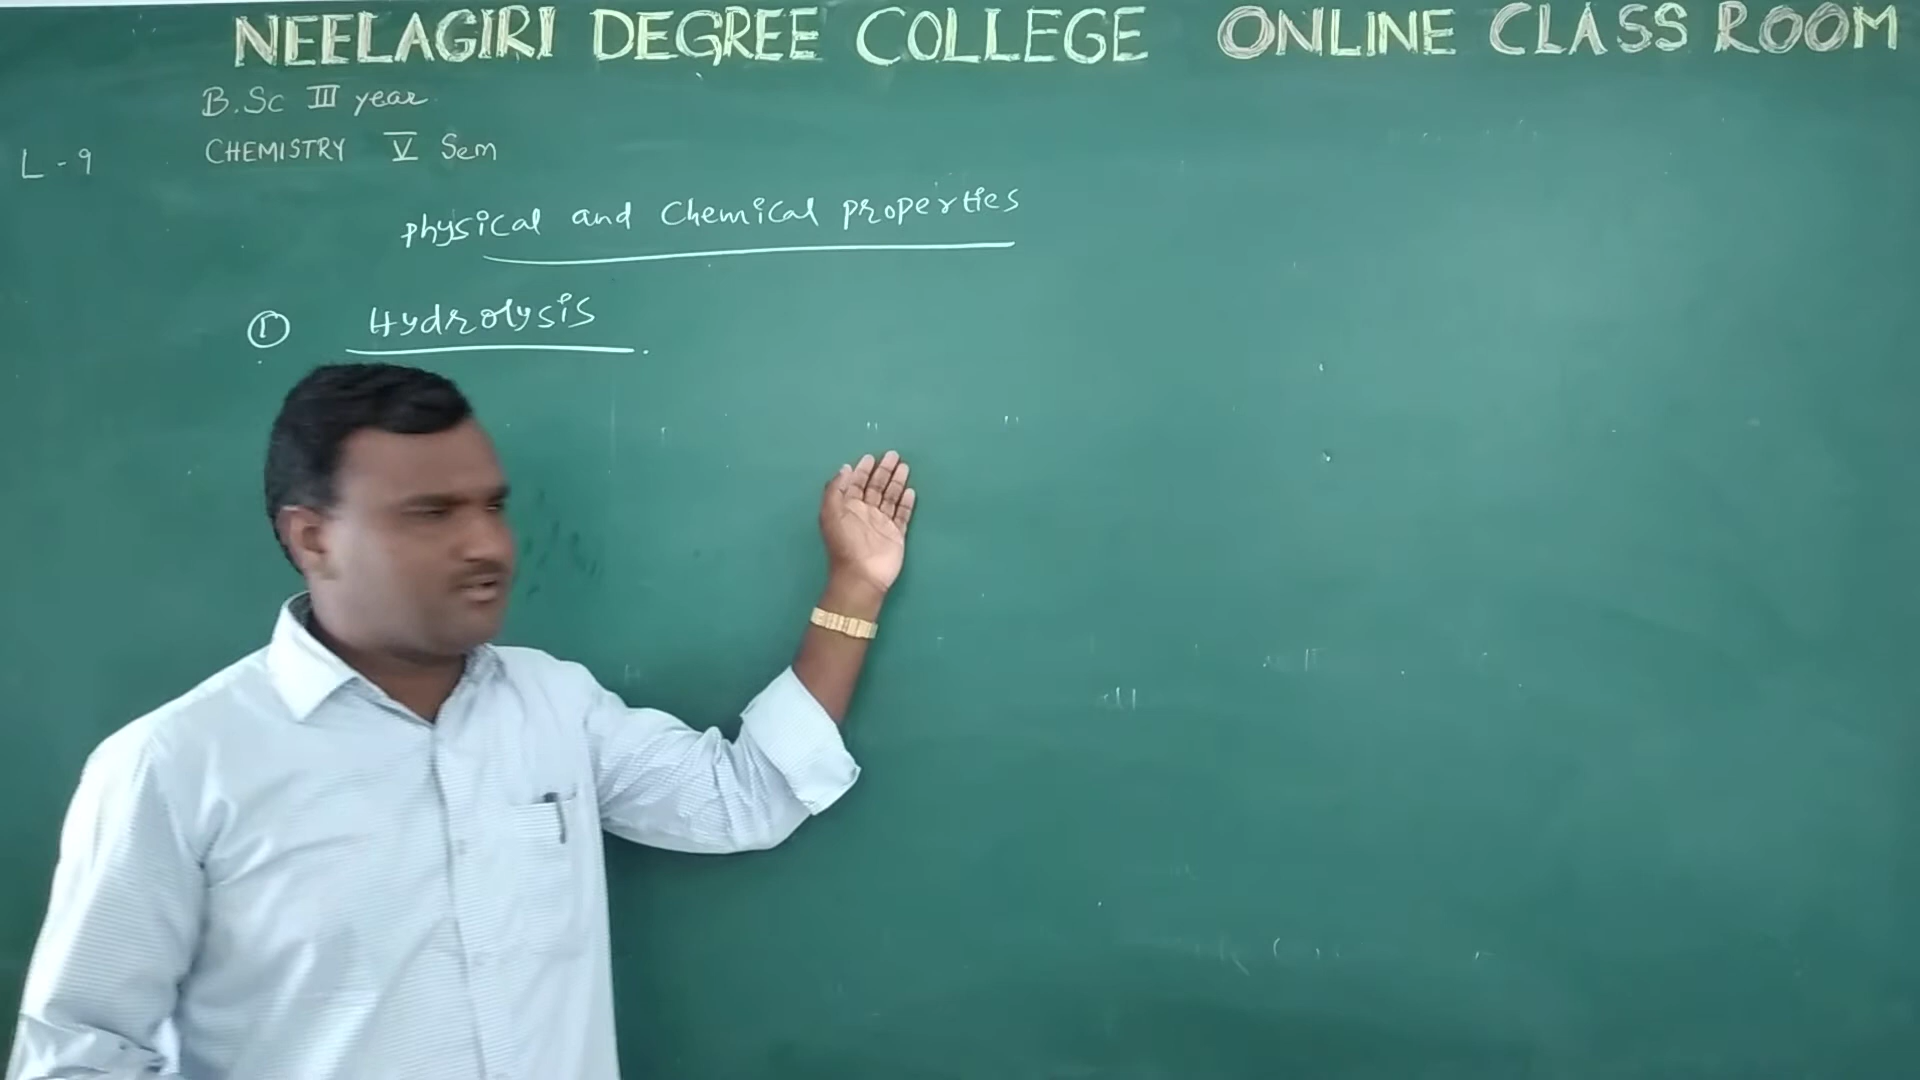 NEELAGIRI DEGREE COLLEGE ONLINE CLASS ROOM
B.Sc III year
L-9 CHEMISTRY V Sem
physical and Chemical properties
① Hydrolysis